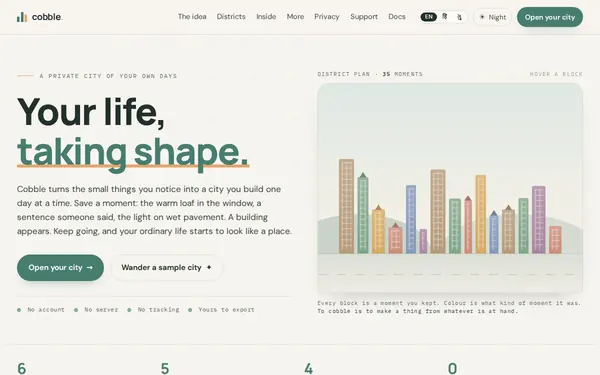 cobble.
The idea Districts Inside More Privacy Support Docs
EN हि
Night
Open your city
A PRIVATE CITY OF YOUR OWN DAYS
Your life,
taking shape.
Cobble turns the small things you notice into a city you build one
day at a time. Save a moment: the warm loaf in the window, a
sentence someone said, the light on wet pavement. A building
appears. Keep going, and your ordinary life starts to look like a place.
Open your city →
Wander a sample city ✦
No account No server No tracking Yours to export
DISTRICT PLAN · 35 MOMENTS
HOVER A BLOCK
Every block is a moment you kept. Colour is what kind of moment it was.
To cobble is to make a thing from whatever is at hand.
6 5 4 0